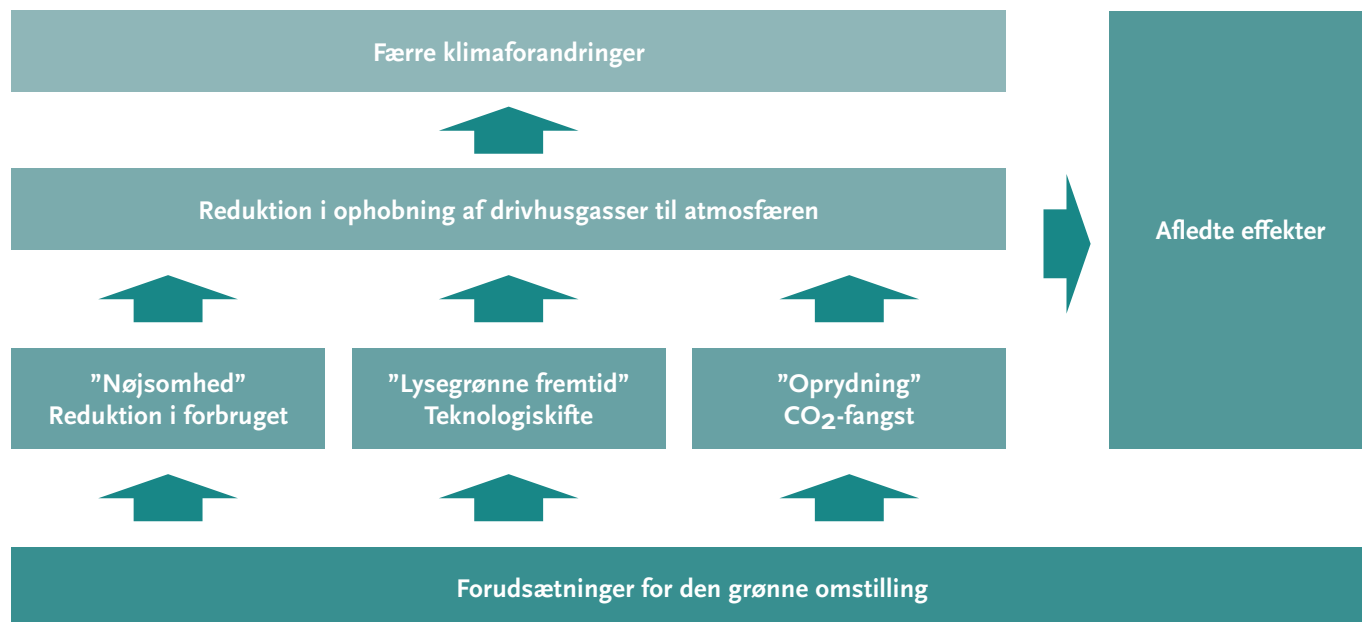 Færre klimaforandringer
Reduktion i ophobning af drivhusgasser til atmosfæren
Afledte effekter
”Nøjsomhed”
Reduktion i forbruget
”Lysegrønne fremtid”
Teknologiskifte
”Oprydning”
CO2-fangst
Forudsætninger for den grønne omstilling